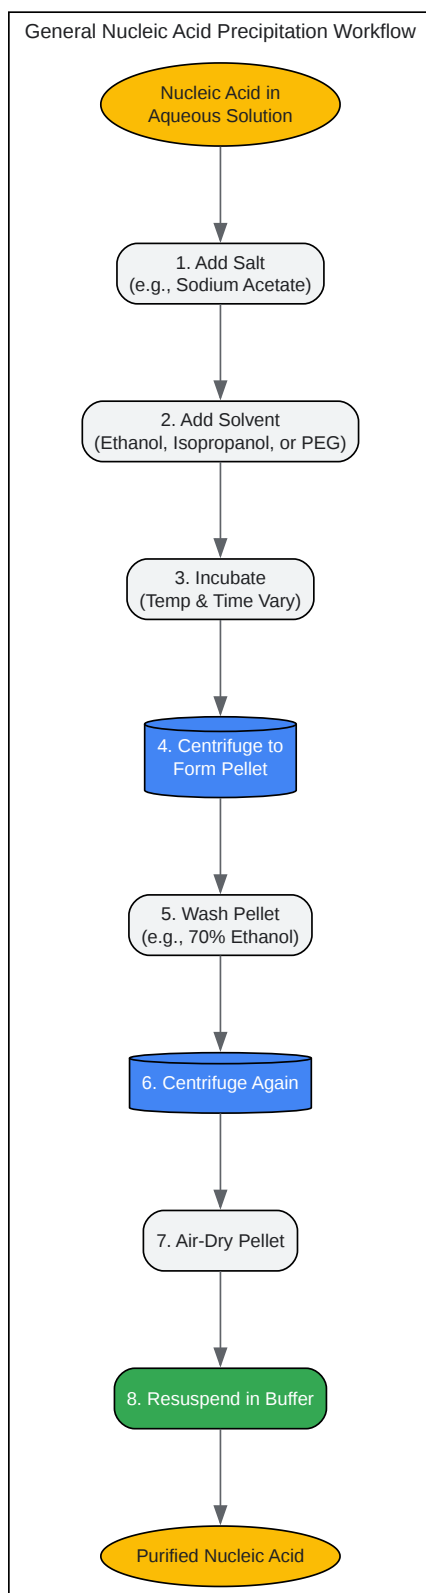 General Nucleic Acid Precipitation Workflow
Nucleic Acid in
Aqueous Solution
1. Add Salt
(e.g., Sodium Acetate)
2. Add Solvent
(Ethanol, Isopropanol, or PEG)
3. Incubate
(Temp & Time Vary)
4. Centrifuge to
Form Pellet
5. Wash Pellet
(e.g., 70% Ethanol)
6. Centrifuge Again
7. Air-Dry Pellet
8. Resuspend in Buffer
Purified Nucleic Acid